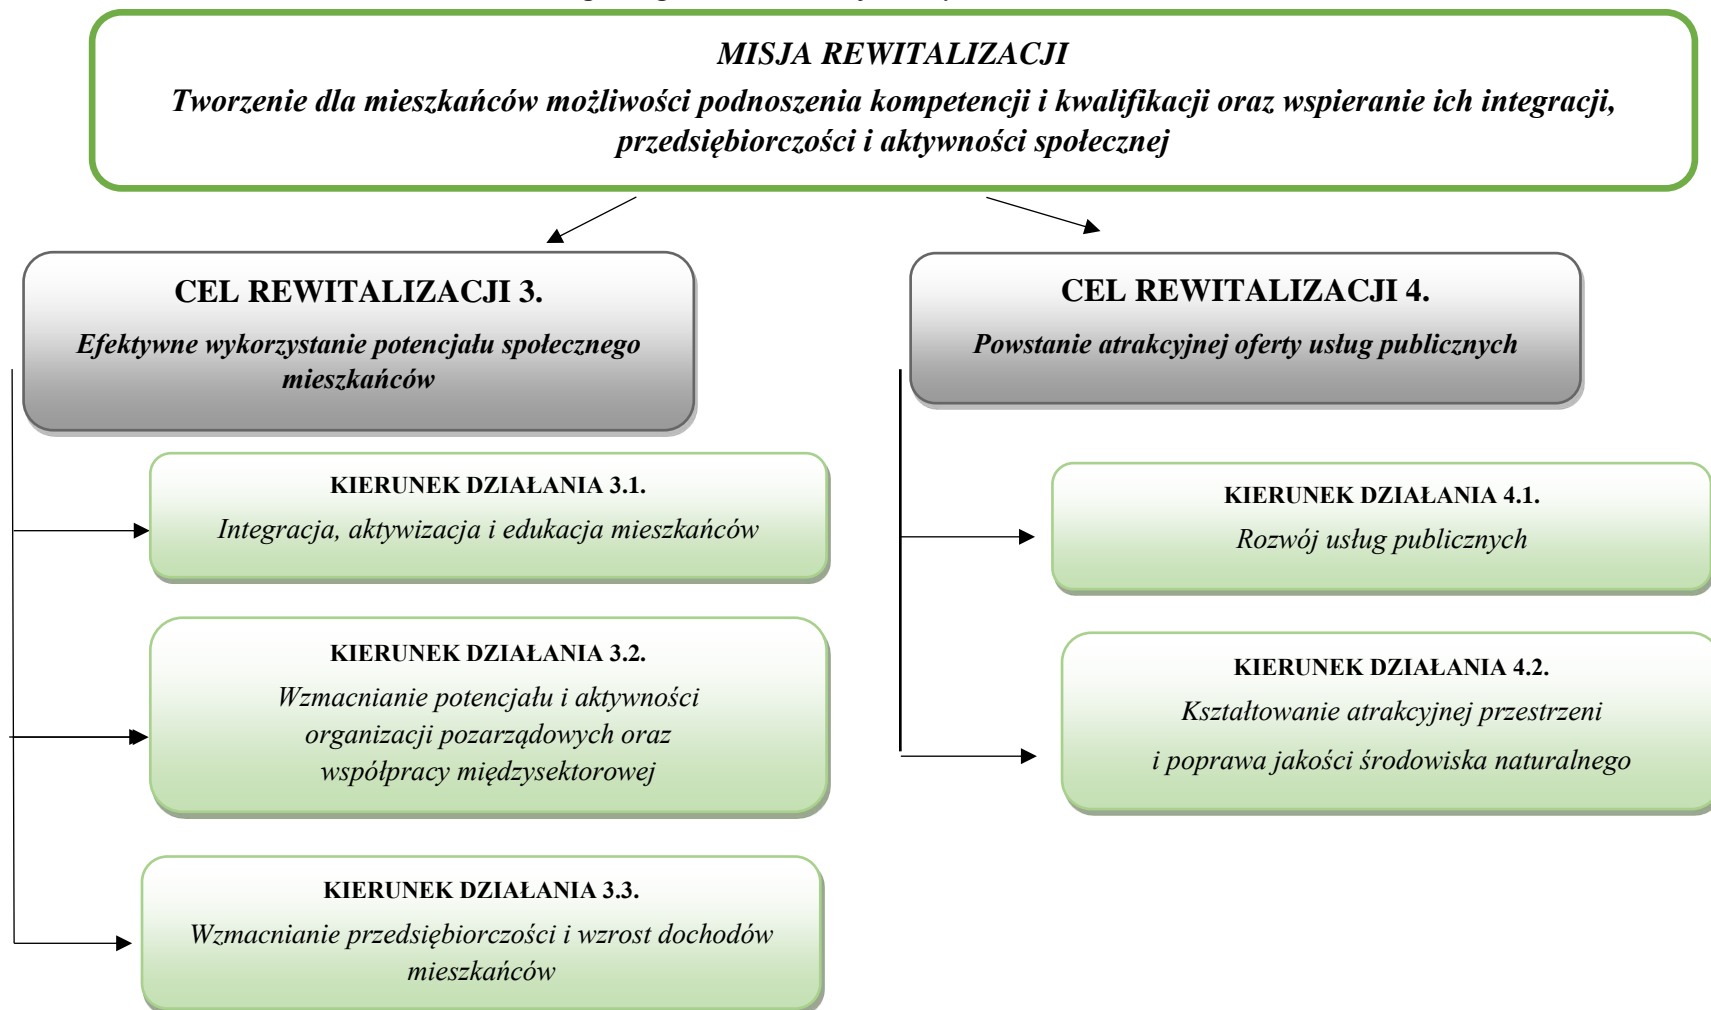 MISJA REWITALIZACJI
Tworzenie dla mieszkańców możliwości podnoszenia kompetencji i kwalifikacji oraz wspieranie ich integracji,
przedsiębiorczości i aktywności społecznej
CEL REWITALIZACJI 3.
Efektywne wykorzystanie potencjału społecznego
mieszkańców
KIERUNEK DZIAŁANIA 3.1.
Integracja, aktywizacja i edukacja mieszkańców
KIERUNEK DZIAŁANIA 3.2.
Wzmacnianie potencjału i aktywności
organizacji pozarządowych oraz
współpracy międzysektorowej
KIERUNEK DZIAŁANIA 3.3.
Wzmacnianie przedsiębiorczości i wzrost dochodów
mieszkańców
CEL REWITALIZACJI 4.
Powstanie atrakcyjnej oferty usług publicznych
KIERUNEK DZIAŁANIA 4.1.
Rozwój usług publicznych
KIERUNEK DZIAŁANIA 4.2.
Kształtowanie atrakcyjnej przestrzeni
i poprawa jakości środowiska naturalnego